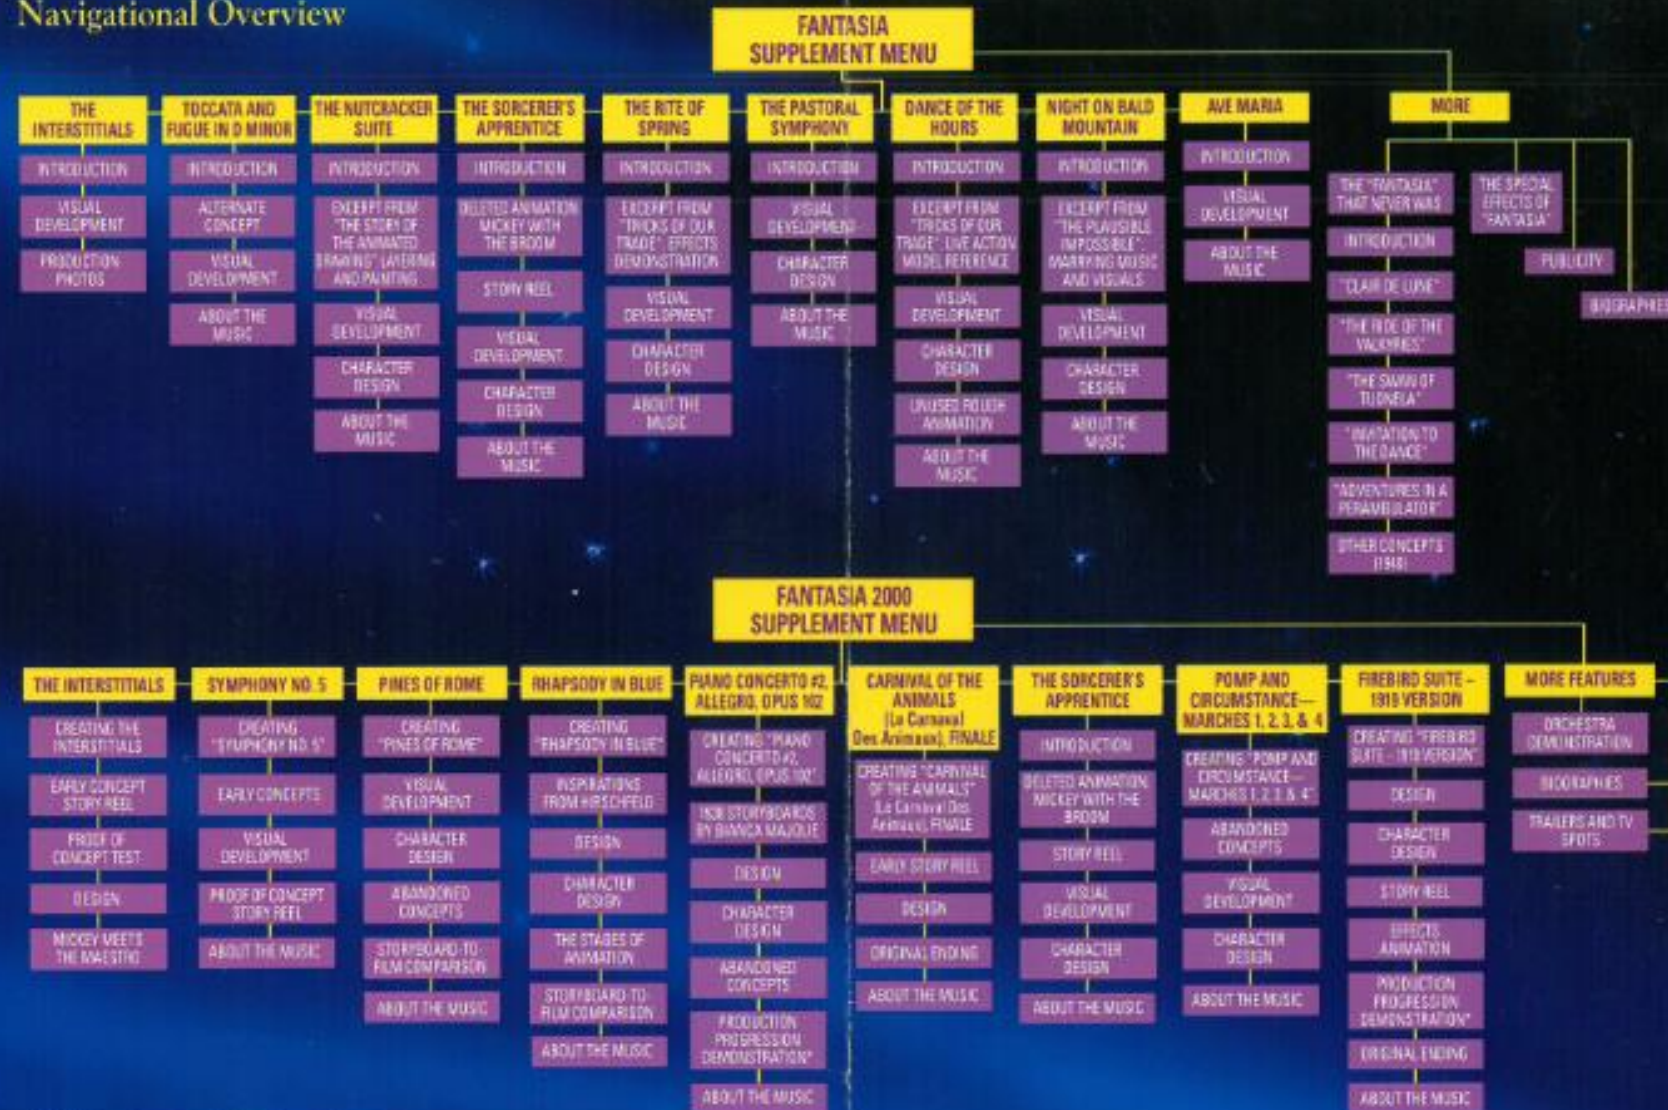 Navigational Overview
FANTASIA
SUPPLEMENT MENU
THE
INTERSTITIALS
INTRODUCTION
VISUAL
DEVELOPMENT
PRODUCTION
PHOTOS
TOCCATA AND
FUGUE IN D MINOR
INTRODUCTION
ALTERNATE
CONCEPT
VISUAL
DEVELOPMENT
ABOUT THE
MUSIC
THE NUTCRACKER
SUITE
INTRODUCTION
EXCERPT FROM
"THE STORY OF
THE ANIMATED
DRAWING" LAYERING
AND PAINTING
VISUAL
DEVELOPMENT
CHARACTER
DESIGN
ABOUT THE
MUSIC
THE SORCERER'S
APPRENTICE
INTRODUCTION
DELETED ANIMATION
MICKEY WITH
THE BROOM
STORY REEL
VISUAL
DEVELOPMENT
CHARACTER
DESIGN
ABOUT THE
MUSIC
THE RITE OF
SPRING
INTRODUCTION
EXCERPT FROM
"TRICKS OF OUR
TRADE", EFFECTS
DEMONSTRATION
VISUAL
DEVELOPMENT
CHARACTER
DESIGN
ABOUT THE
MUSIC
THE PASTORAL
SYMPHONY
INTRODUCTION
VISUAL
DEVELOPMENT
CHARACTER
DESIGN
ABOUT THE
MUSIC
DANCE OF THE
HOURS
INTRODUCTION
EXCERPT FROM
"TRICKS OF OUR
TRADE", LIVE ACTION
MODEL REFERENCE
VISUAL
DEVELOPMENT
CHARACTER
DESIGN
UNUSED ROUGH
ANIMATION
ABOUT THE
MUSIC
NIGHT ON BALD
MOUNTAIN
INTRODUCTION
EXCERPT FROM
"THE PLAUSIBLE
IMPOSSIBLE",
MARRYING MUSIC
AND VISUALS
VISUAL
DEVELOPMENT
CHARACTER
DESIGN
ABOUT THE
MUSIC
AVE MARIA
INTRODUCTION
VISUAL
DEVELOPMENT
ABOUT THE
MUSIC
MORE
THE "FANTASIA"
THAT NEVER WAS
INTRODUCTION
"CLAIR DE LUNE"
"THE RIDE OF THE
VALKYRIES"
"THE SWAN OF
TUONELA"
"INVITATION TO
THE DANCE"
"ADVENTURES IN A
PERAMBULATOR"
OTHER CONCEPTS
(1940)
THE SPECIAL
EFFECTS OF
"FANTASIA"
PUBLICITY
BIOGRAPHIES
FANTASIA 2000
SUPPLEMENT MENU
THE INTERSTITIALS
CREATING THE
INTERSTITIALS
EARLY CONCEPT
STORY REEL
PROOF OF
CONCEPT TEST
DESIGN
MICKEY MEETS
THE MAESTRO
SYMPHONY NO. 5
CREATING
"SYMPHONY NO. 5"
EARLY CONCEPTS
VISUAL
DEVELOPMENT
PROOF OF CONCEPT
STORY REEL
ABOUT THE MUSIC
PINES OF ROME
CREATING
"PINES OF ROME"
VISUAL
DEVELOPMENT
CHARACTER
DESIGN
ABANDONED
CONCEPTS
STORYBOARD-TO-
FILM COMPARISON
ABOUT THE MUSIC
RHAPSODY IN BLUE
CREATING
"RHAPSODY IN BLUE"
INSPIRATIONS
FROM HIRSCHFELD
DESIGN
CHARACTER
DESIGN
THE STAGES OF
ANIMATION
STORYBOARD-TO-
FILM COMPARISON
ABOUT THE MUSIC
PIANO CONCERTO #2,
ALLEGRO, OPUS 102
CREATING "PIANO
CONCERTO #2,
ALLEGRO, OPUS 102"
1938 STORYBOARDS
BY BIANCA MAJOLIE
DESIGN
CHARACTER
DESIGN
ABANDONED
CONCEPTS
PRODUCTION
PROGRESSION
DEMONSTRATION*
ABOUT THE MUSIC
CARNIVAL OF THE
ANIMALS
(Le Carnaval
Des Animaux), FINALE
CREATING "CARNIVAL
OF THE ANIMALS"
(Le Carnaval Des
Animaux), FINALE
EARLY STORY REEL
DESIGN
ORIGINAL ENDING
ABOUT THE MUSIC
THE SORCERER'S
APPRENTICE
INTRODUCTION
DELETED ANIMATION,
MICKEY WITH THE
BROOM
STORY REEL
VISUAL
DEVELOPMENT
CHARACTER
DESIGN
ABOUT THE MUSIC
POMP AND
CIRCUMSTANCE—
MARCHES 1, 2, 3, & 4
CREATING "POMP AND
CIRCUMSTANCE—
MARCHES 1, 2, 3, & 4"
ABANDONED
CONCEPTS
VISUAL
DEVELOPMENT
CHARACTER
DESIGN
ABOUT THE MUSIC
FIREBIRD SUITE –
1919 VERSION
CREATING "FIREBIRD
SUITE – 1919 VERSION"
DESIGN
CHARACTER
DESIGN
STORY REEL
EFFECTS
ANIMATION
PRODUCTION
PROGRESSION
DEMONSTRATION*
ORIGINAL ENDING
ABOUT THE MUSIC
MORE FEATURES
ORCHESTRA
DEMONSTRATION
BIOGRAPHIES
TRAILERS AND TV
SPOTS